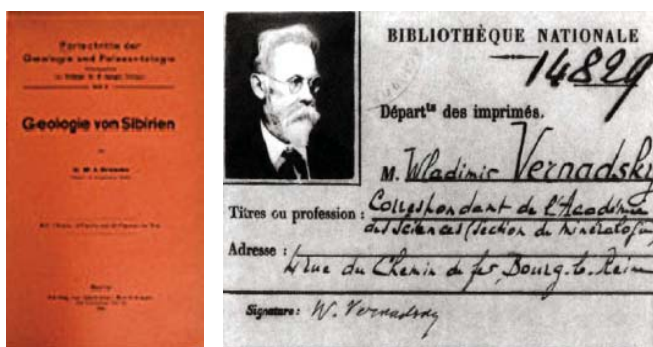 Fortschritte der
Geologie und Palaeontologie
Geologie von Sibirien
Berlin
BIBLIOTHÈQUE NATIONALE
14829
Départᵗˢ des imprimés.
M. Wladimir Vernadsky
Titres ou profession : Correspondant de l'Académie
des Sciences (Section de Minéralogie)
Adresse : 4 rue du Chemin de fer, Bourg-la-Reine
Signature : W. Vernadsky